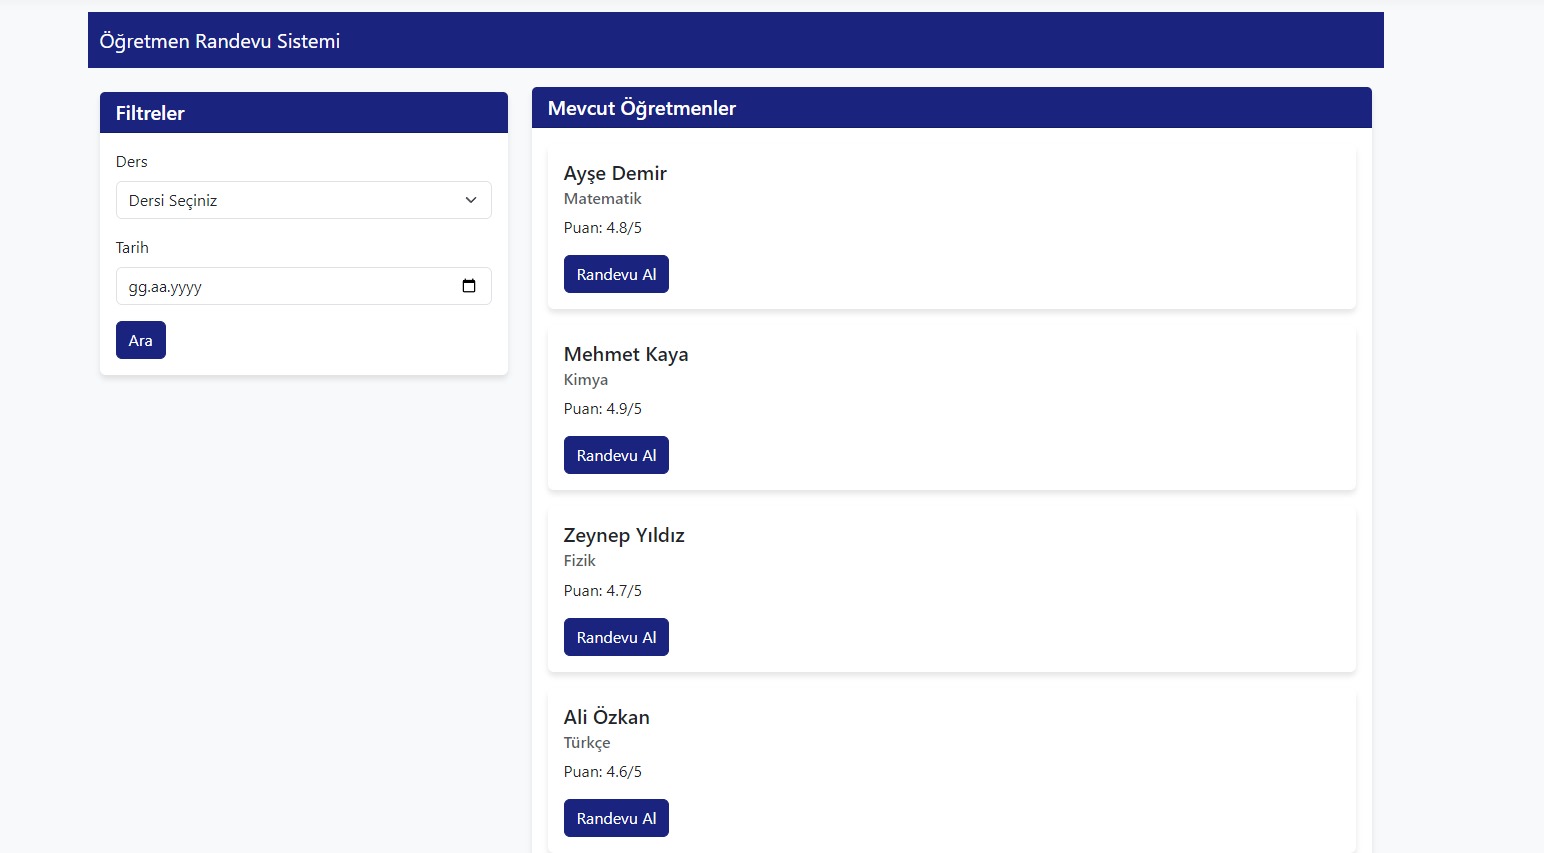 Öğretmen Randevu Sistemi
Filtreler
Ders
Dersi Seçiniz
Tarih
gg.aa.yyyy
Ara
Mevcut Öğretmenler
Ayşe Demir
Matematik
Puan: 4.8/5
Randevu Al
Mehmet Kaya
Kimya
Puan: 4.9/5
Randevu Al
Zeynep Yıldız
Fizik
Puan: 4.7/5
Randevu Al
Ali Özkan
Türkçe
Puan: 4.6/5
Randevu Al